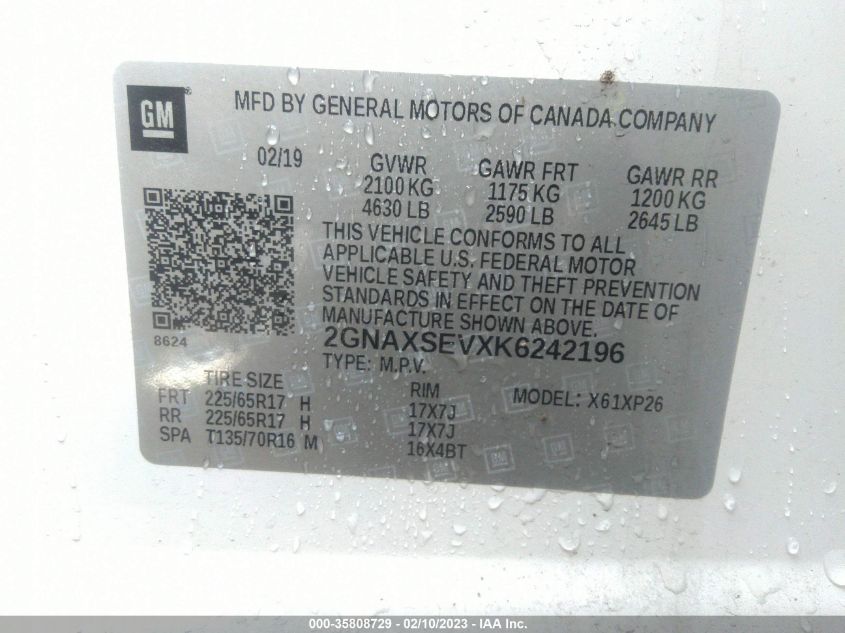 GM
MFD BY GENERAL MOTORS OF CANADA COMPANY
02/19 GVWR GAWR FRT GAWR RR
2100 KG 1175 KG 1200 KG
4630 LB 2590 LB 2645 LB
THIS VEHICLE CONFORMS TO ALL
APPLICABLE U.S. FEDERAL MOTOR
VEHICLE SAFETY AND THEFT PREVENTION
STANDARDS IN EFFECT ON THE DATE OF
MANUFACTURE SHOWN ABOVE.
8624
2GNAXSEVXK6242196
TYPE: M.P.V.
TIRE SIZE RIM MODEL: X61XP26
FRT 225/65R17 H 17X7J
RR 225/65R17 H 17X7J
SPA T135/70R16 M 16X4BT
000-35808729 - 02/10/2023 - IAA Inc.